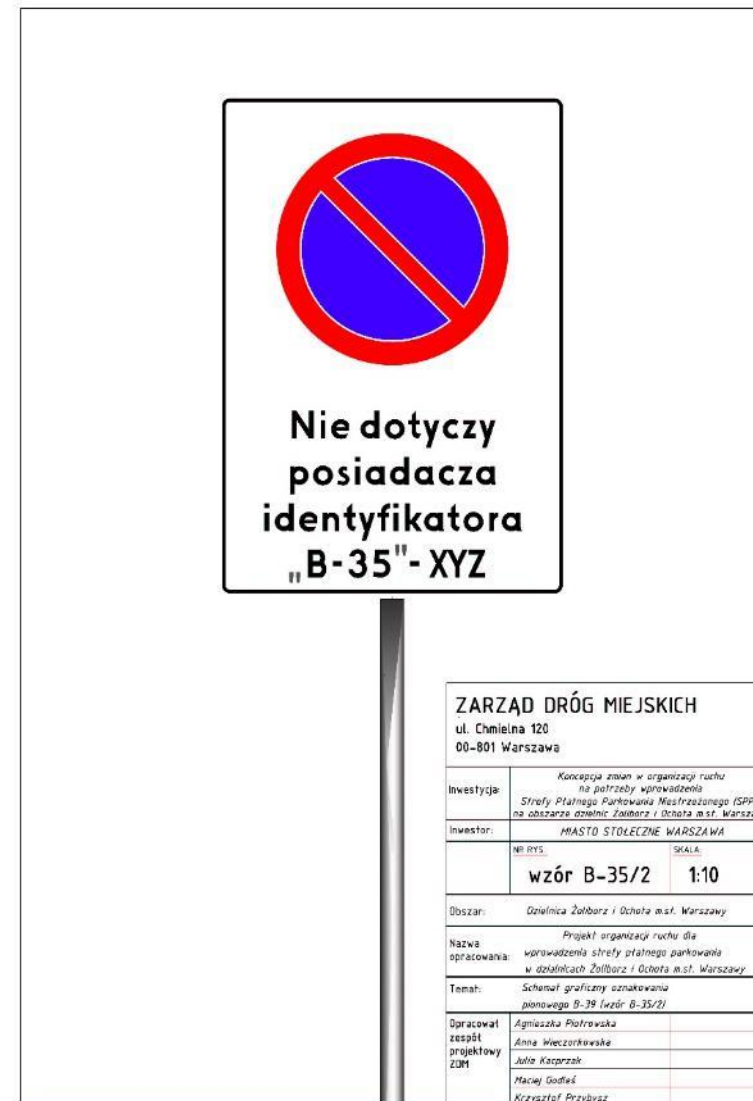 Nie dotyczy
posiadacza
identyfikatora
„B-35"- XYZ
ZARZĄD DRÓG MIEJSKICH
ul. Chmielna 120
00-801 Warszawa
Inwestycja:
Koncepcja zmian w organizacji ruchu
na potrzeby wprowadzenia
Strefy Płatnego Parkowania Niestrzeżonego (SPP
na obszarze dzielnic Żoliborz i Ochota m.st. Warsza
Inwestor:
MIASTO STOŁECZNE WARSZAWA
NR RYS.
SKALA:
wzór B-35/2
1:10
Obszar:
Dzielnica Żoliborz i Ochota m.st. Warszawy
Nazwa
opracowania:
Projekt organizacji ruchu dla
wprowadzenia strefy płatnego parkowania
w dzielnicach Żoliborz i Ochota m.st. Warszawy
Temat:
Schemat graficzny oznakowania
pionowego B-39 (wzór B-35/2)
Opracował
zespół
projektowy
ZDM
Agnieszka Piotrowska
Anna Wieczorkowska
Julia Kacprzak
Maciej Godleś
Krzysztof Przybysz